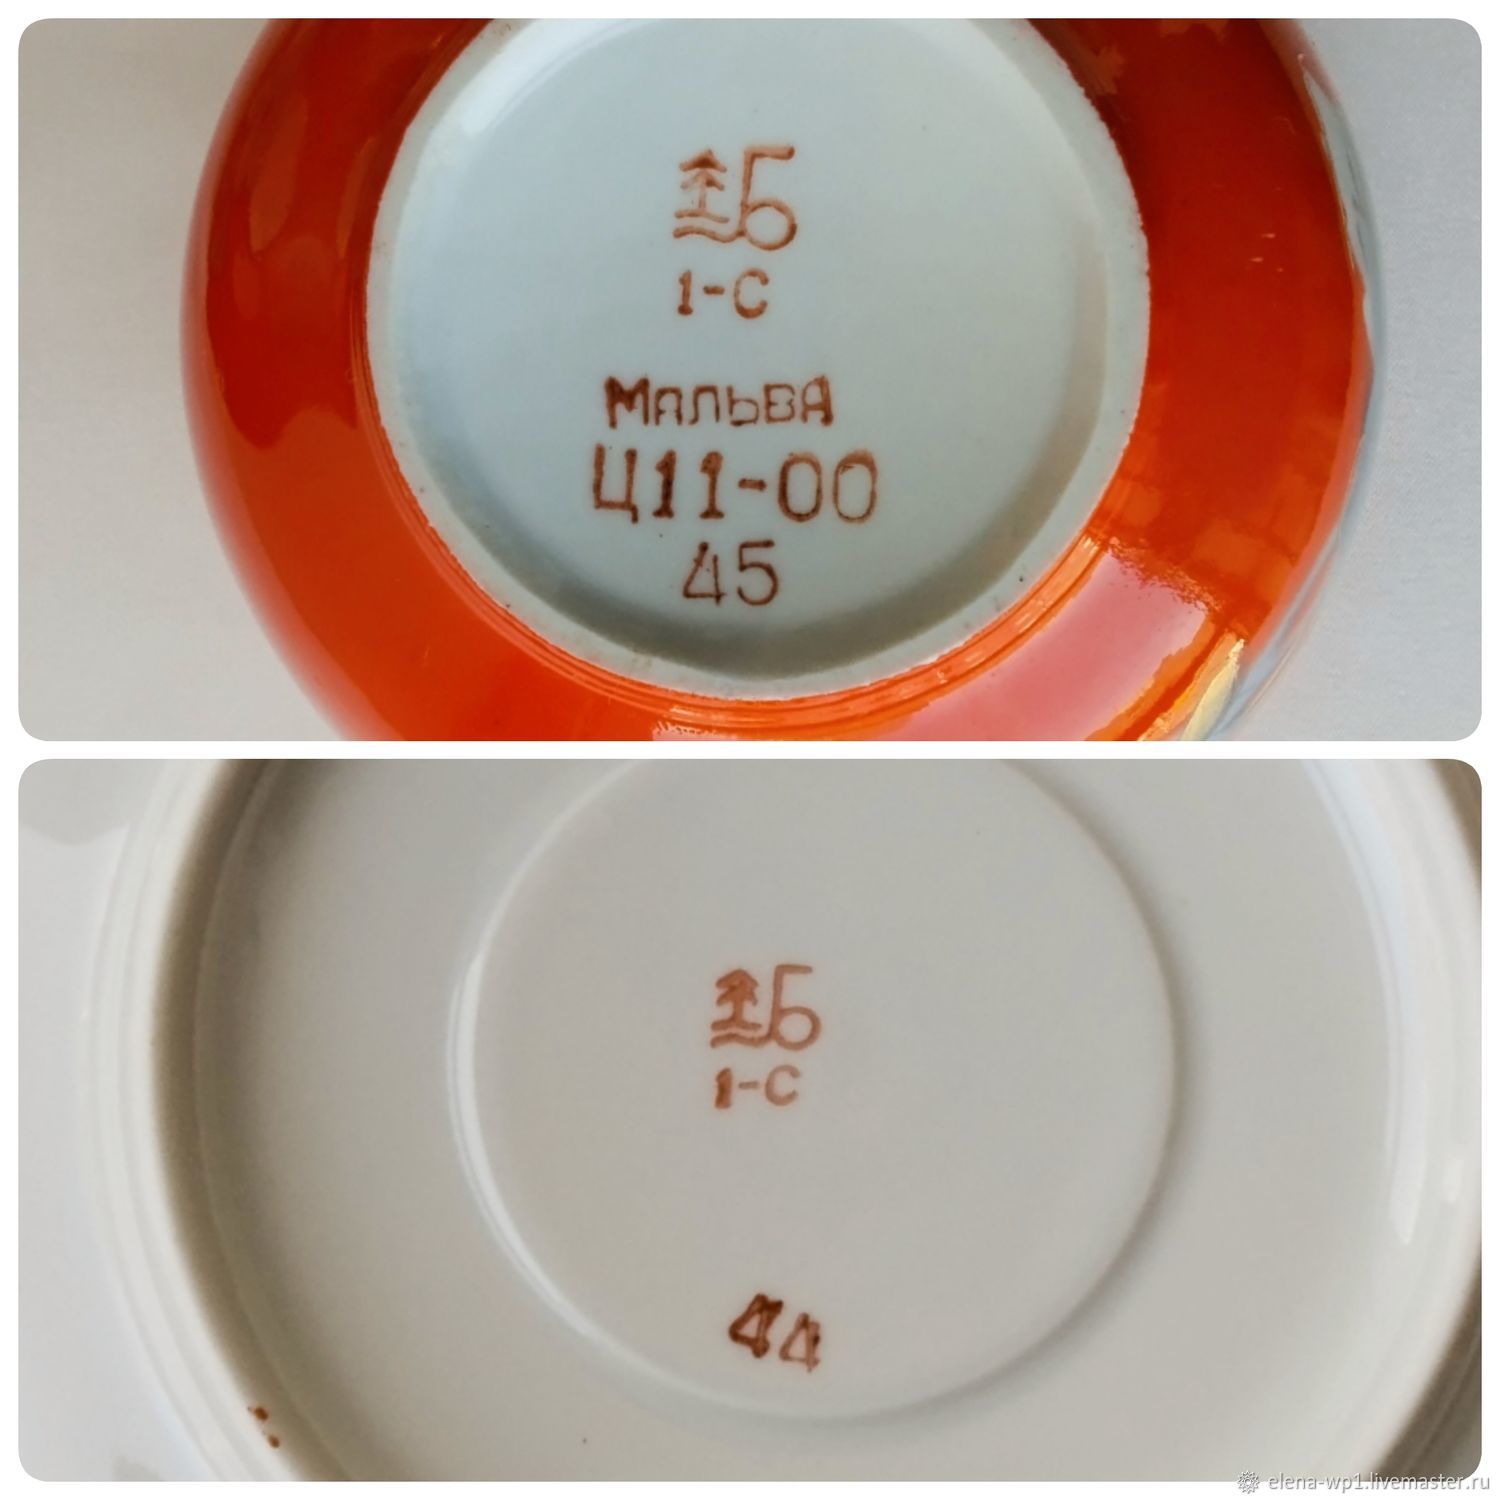 Б
1-С
Мальва
Ц11-00
45
Б
1-С
44
elena-wp1.livemaster.ru